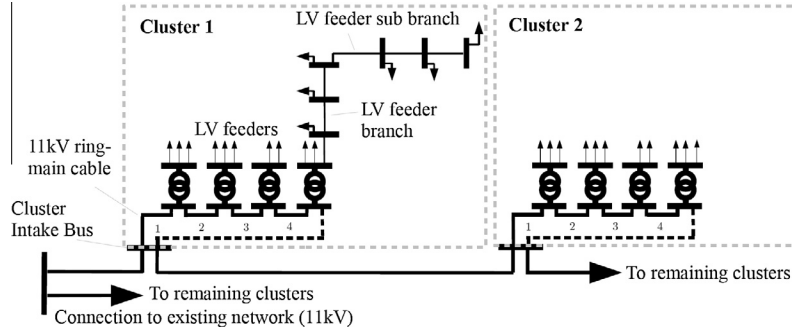 LV feeder sub branch
Cluster 1
Cluster 2
LV feeders
LV feeder
branch
11kV ring-
main cable
Cluster
Intake Bus
1 2 3 4
1 2 3 4
To remaining clusters
To remaining clusters
Connection to existing network (11kV)